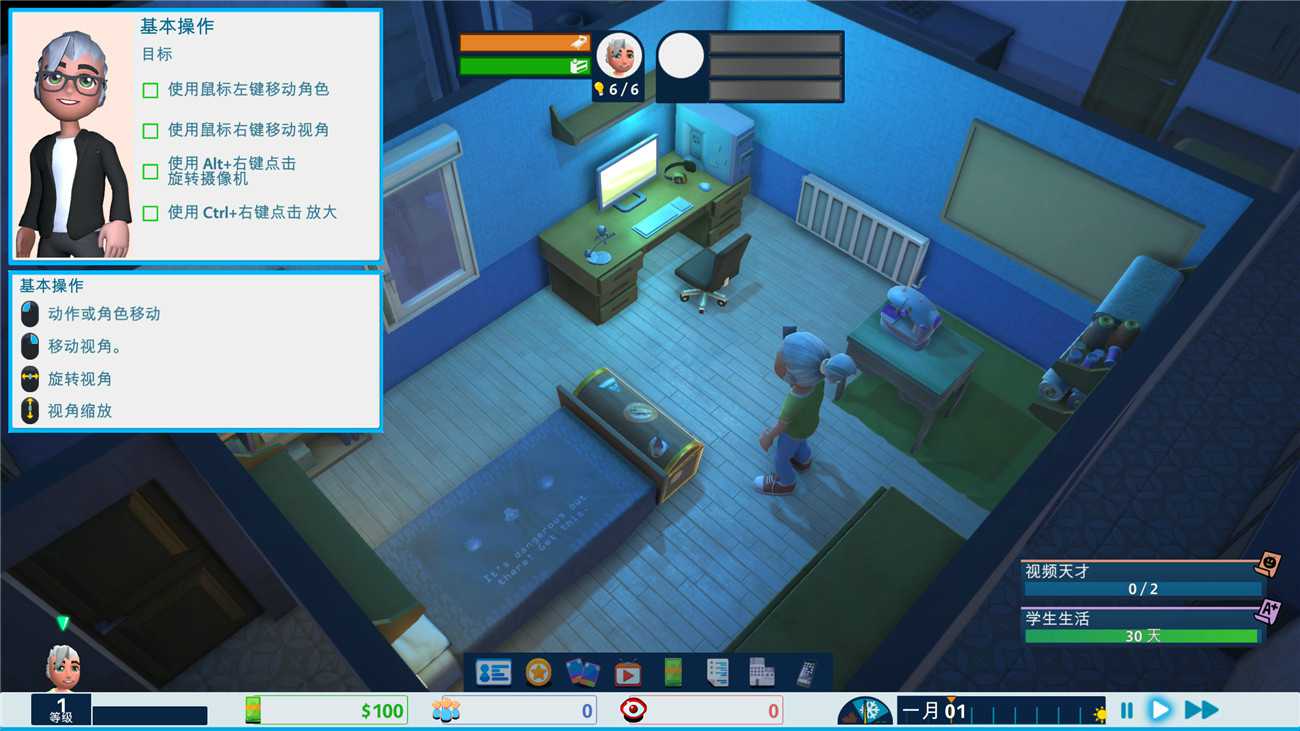 基本操作
目标
使用鼠标左键移动角色
使用鼠标右键移动视角
使用 Alt+右键点击
旋转摄像机
使用 Ctrl+右键点击 放大
基本操作
动作或角色移动
移动视角。
旋转视角
视角缩放
6 / 6
It's dangerous out
there! Get this.
视频天才
0 / 2
A+
学生生活
30 天
1
等级
$100
0
0
一月 01